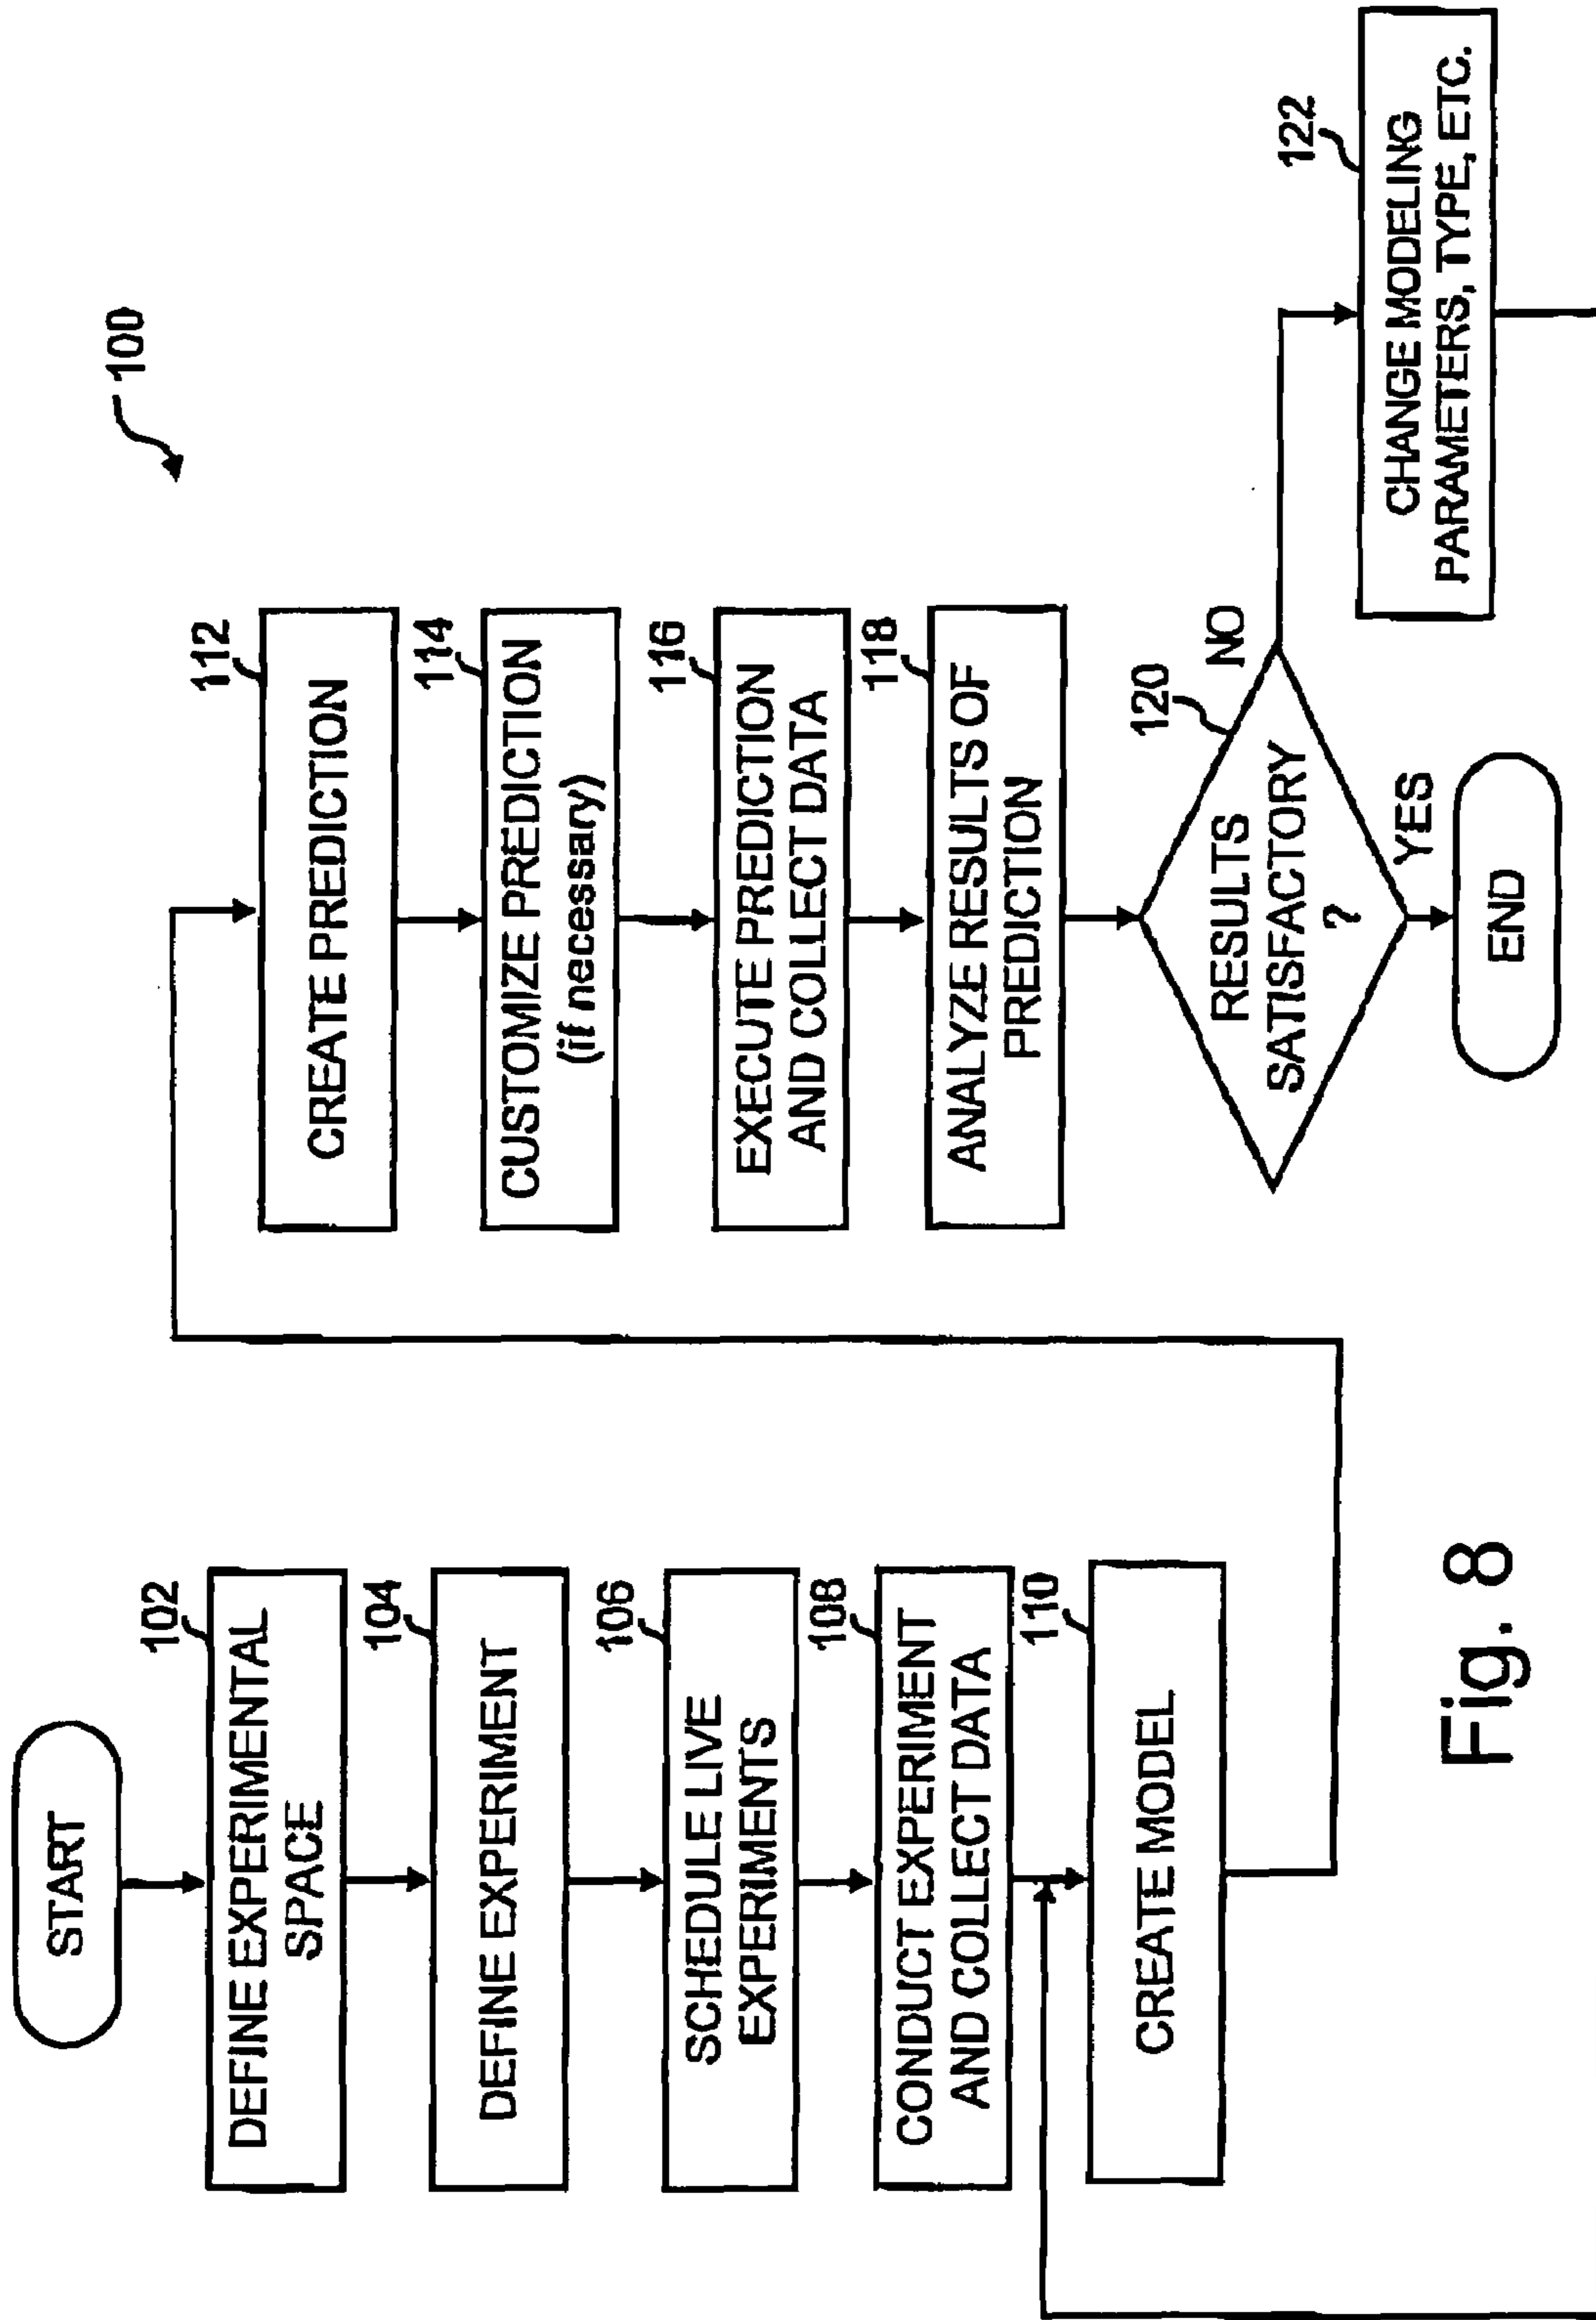 100
START
102
DEFINE EXPERIMENTAL
SPACE
104
DEFINE EXPERIMENT
106
SCHEDULE LIVE
EXPERIMENTS
108
CONDUCT EXPERIMENT
AND COLLECT DATA
110
CREATE MODEL
112
CREATE PREDICTION
114
CUSTOMIZE PREDICTION
(if necessary)
116
EXECUTE PREDICTION
AND COLLECT DATA
118
ANALYZE RESULTS OF
PREDICTION
120
RESULTS
SATISFACTORY
?
NO
YES
END
122
CHANGE MODELING
PARAMETERS, TYPE, ETC.
Fig. 8